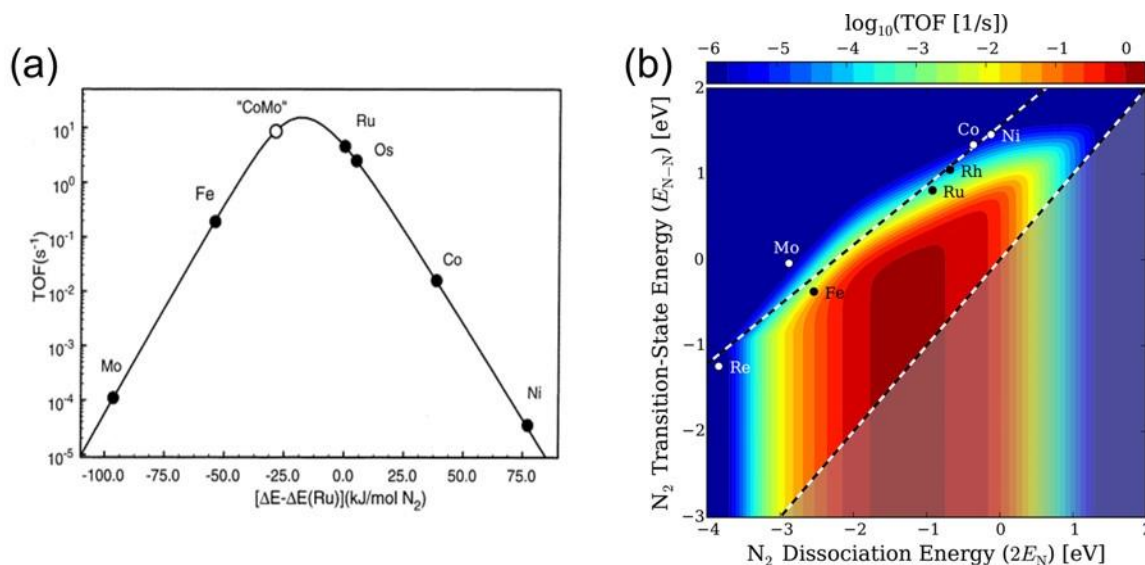 (a)
10¹
10⁰
10⁻¹
10⁻²
10⁻³
10⁻⁴
10⁻⁵
TOF(s⁻¹)
"CoMo"
Ru
Os
Fe
Co
Mo
Ni
-100.0 -75.0 -50.0 -25.0 0.0 25.0 50.0 75.0
[ΔE-ΔE(Ru)](kJ/mol N₂)
(b)
log₁₀(TOF [1/s])
−6 −5 −4 −3 −2 −1 0
2
1
0
−1
−2
−3
N₂ Transition-State Energy (E_N−N) [eV]
Co
Ni
Rh
Ru
Mo
Fe
Re
−4 −3 −2 −1 0 1 2
N₂ Dissociation Energy (2E_N) [eV]